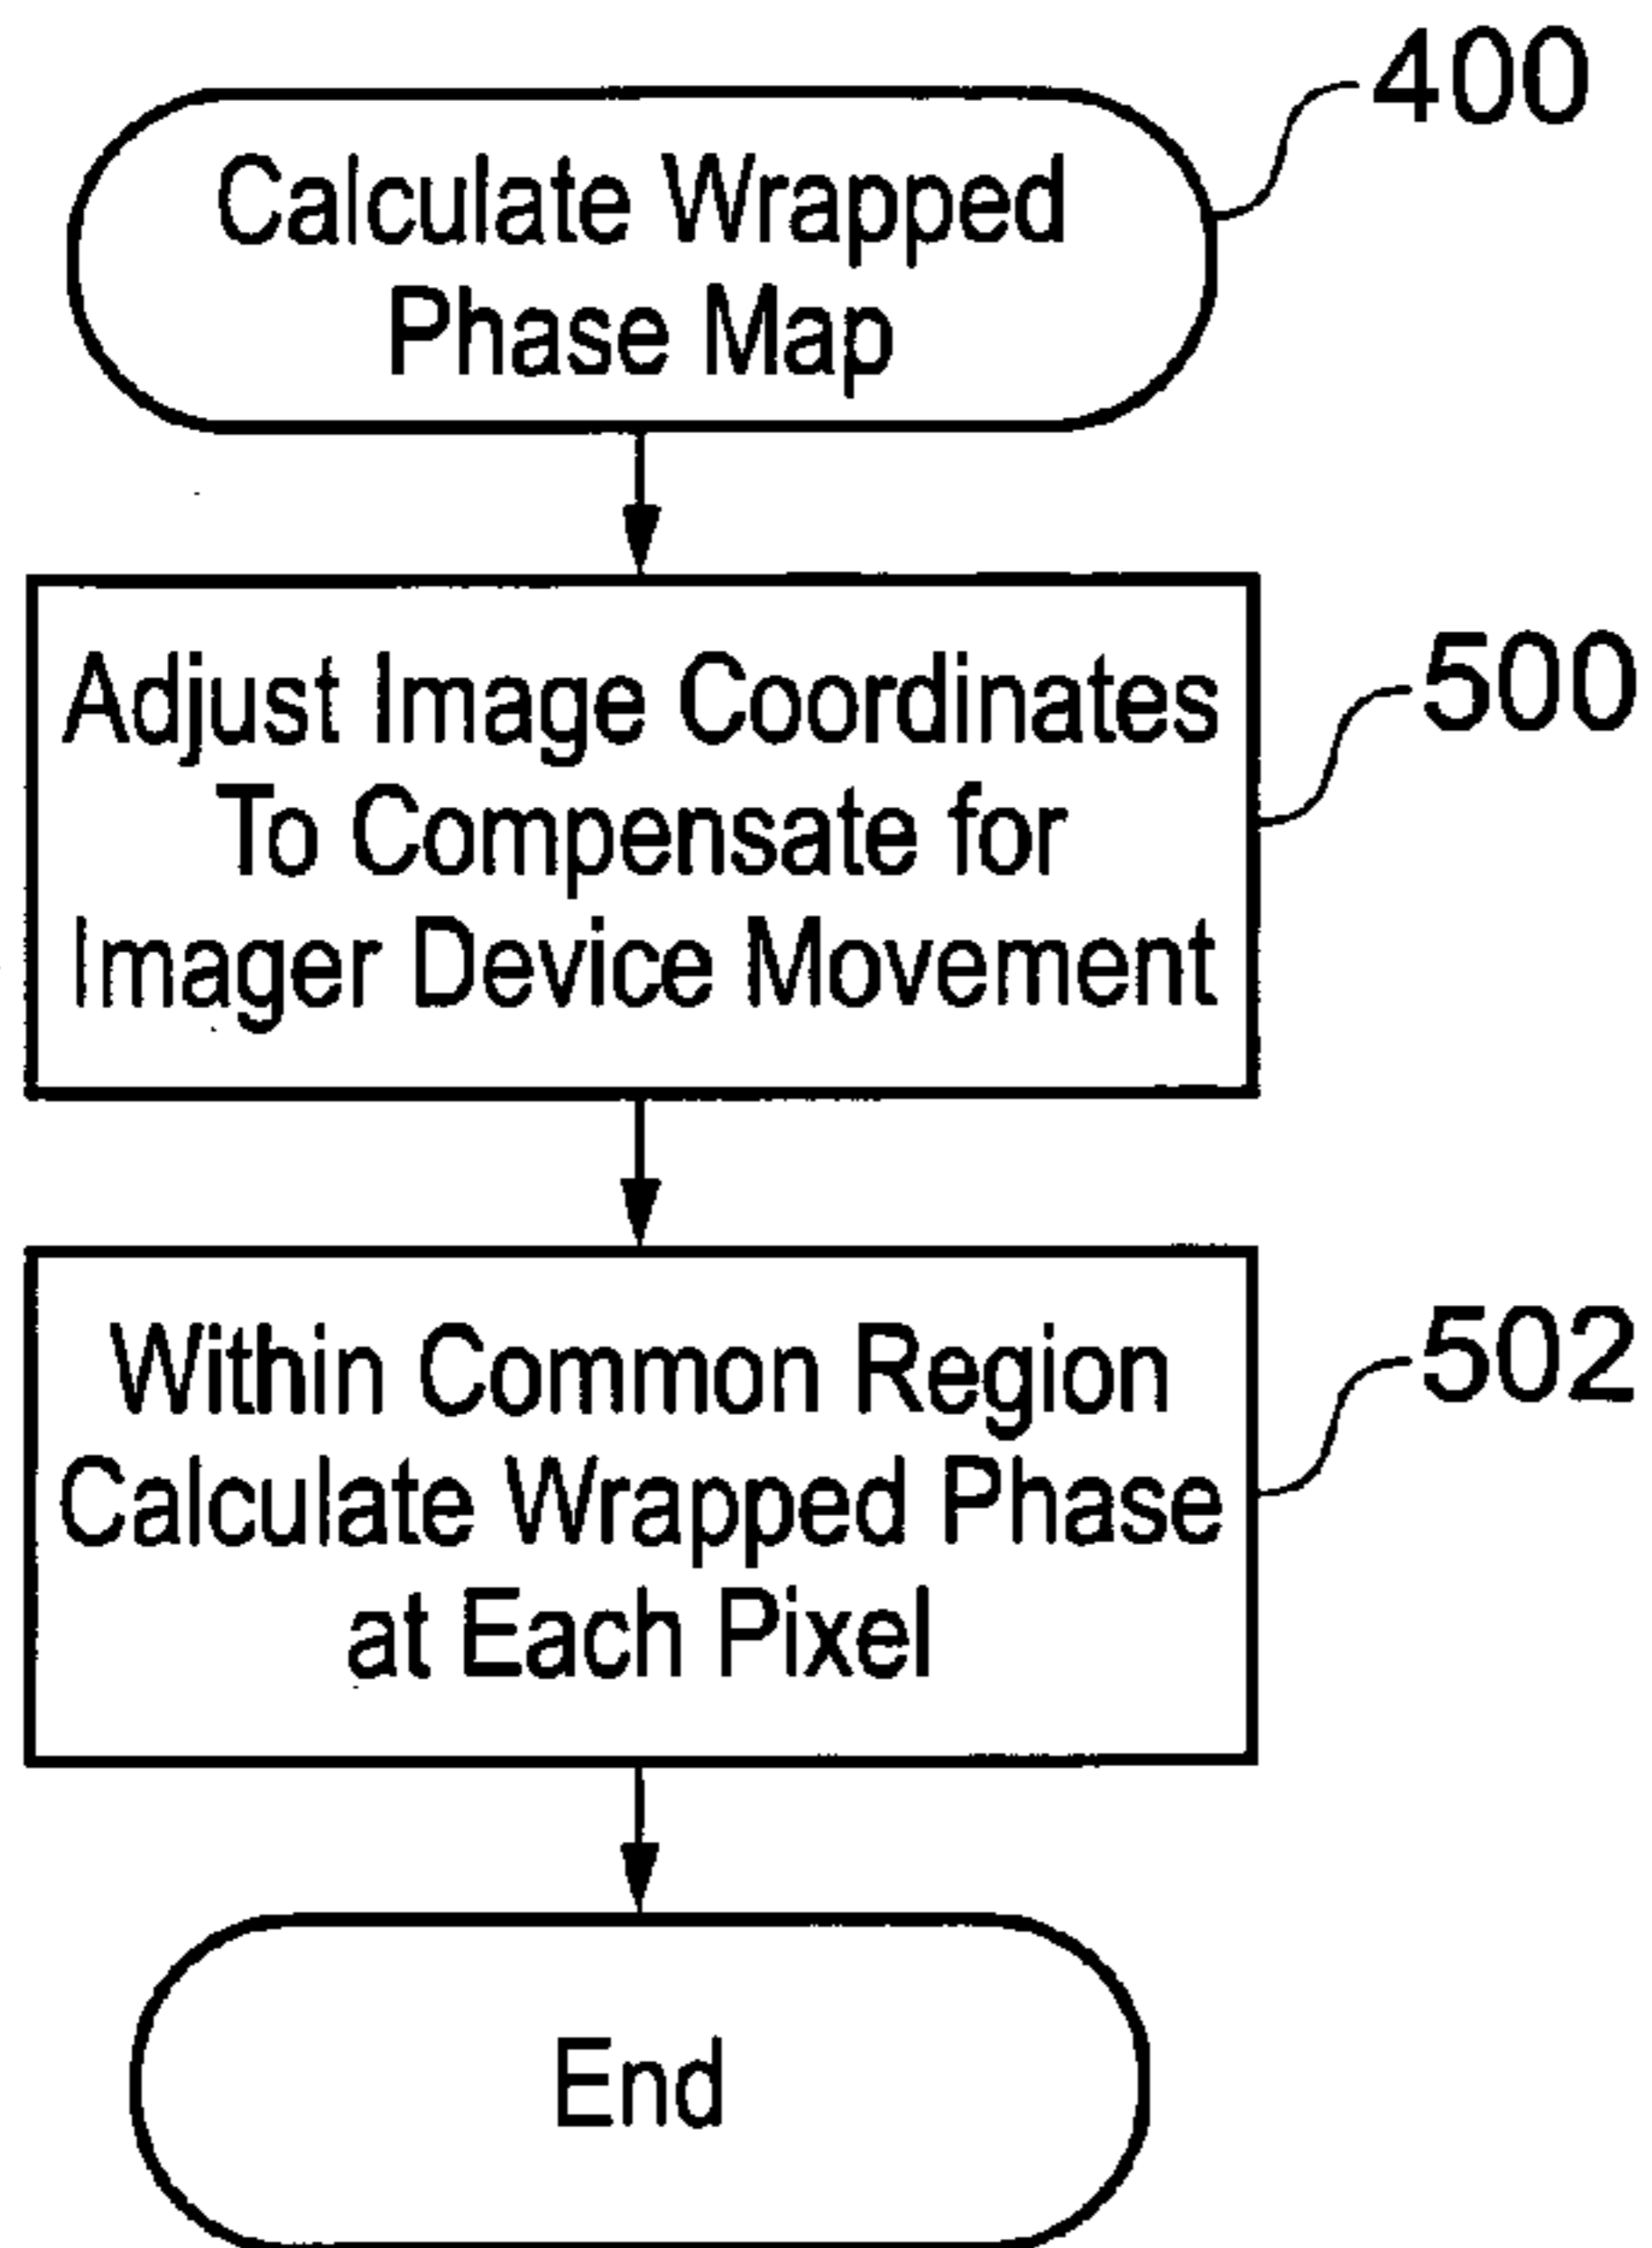 400
Calculate Wrapped
Phase Map
Adjust Image Coordinates
To Compensate for
Imager Device Movement
500
Within Common Region
Calculate Wrapped Phase
at Each Pixel
502
End